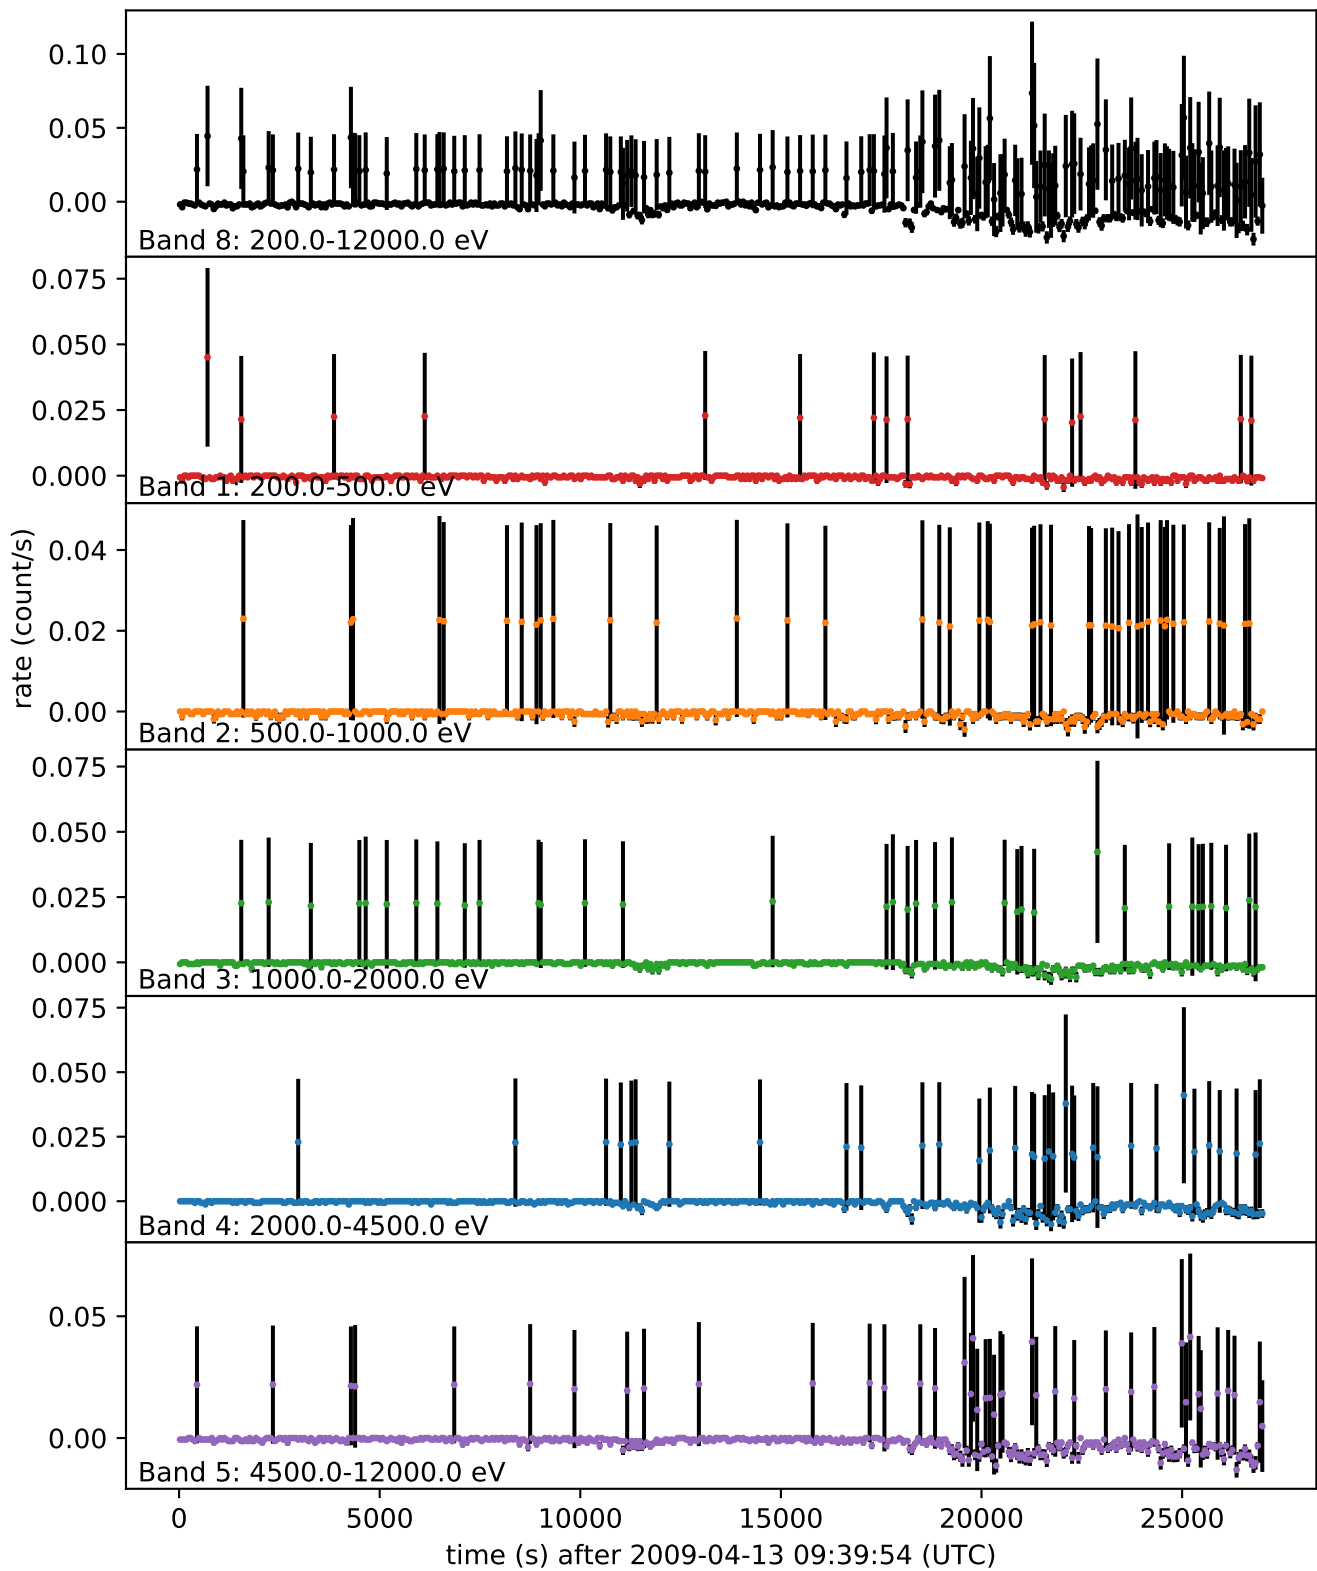 0.10
0.05
0.00
Band 8: 200.0-12000.0 eV
0.075
0.050
0.025
0.000
Band 1: 200.0-500.0 eV
0.04
0.02
0.00
Band 2: 500.0-1000.0 eV
rate (count/s)
0.075
0.050
0.025
0.000
Band 3: 1000.0-2000.0 eV
0.075
0.050
0.025
0.000
Band 4: 2000.0-4500.0 eV
0.05
0.00
Band 5: 4500.0-12000.0 eV
0 5000 10000 15000 20000 25000
time (s) after 2009-04-13 09:39:54 (UTC)